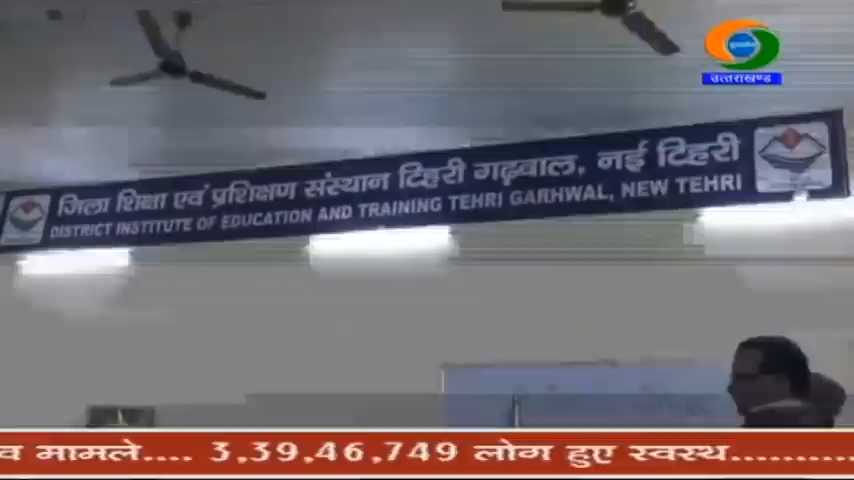 उत्तराखण्ड
जिला शिक्षा एवं प्रशिक्षण संस्थान टिहरी गढ़वाल, नई टिहरी
DISTRICT INSTITUTE OF EDUCATION AND TRAINING TEHRI GARHWAL, NEW TEHRI
व मामले.... 3,39,46,749 लोग हुए स्वस्थ..........